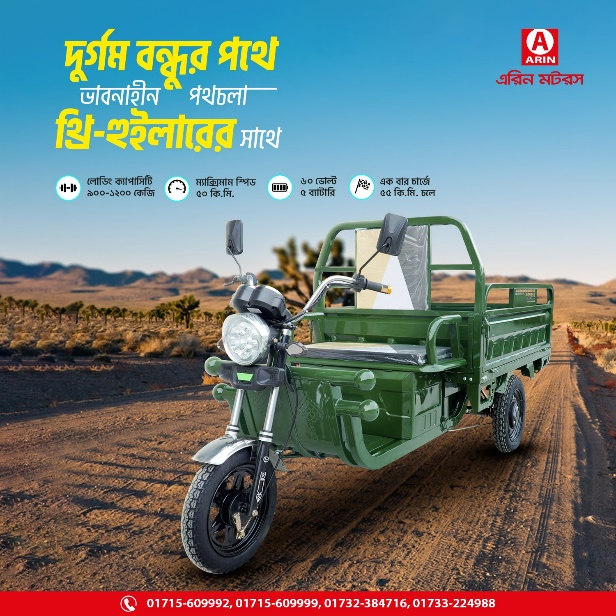 দুর্গম বন্ধুর পথে
ভাবনাহীন পথচলা
থ্রি-হুইলারের সাথে
A
ARIN
এরিন মটরস
লোডিং ক্যাপাসিটি
৯০০-১২০০ কেজি
ম্যাক্সিমাম স্পিড
৫০ কি.মি.
৬০ ভোল্ট
৫ ব্যাটারি
এক বার চার্জে
৫৫ কি.মি. চলে
01715-609992, 01715-609999, 01732-384716, 01733-224988